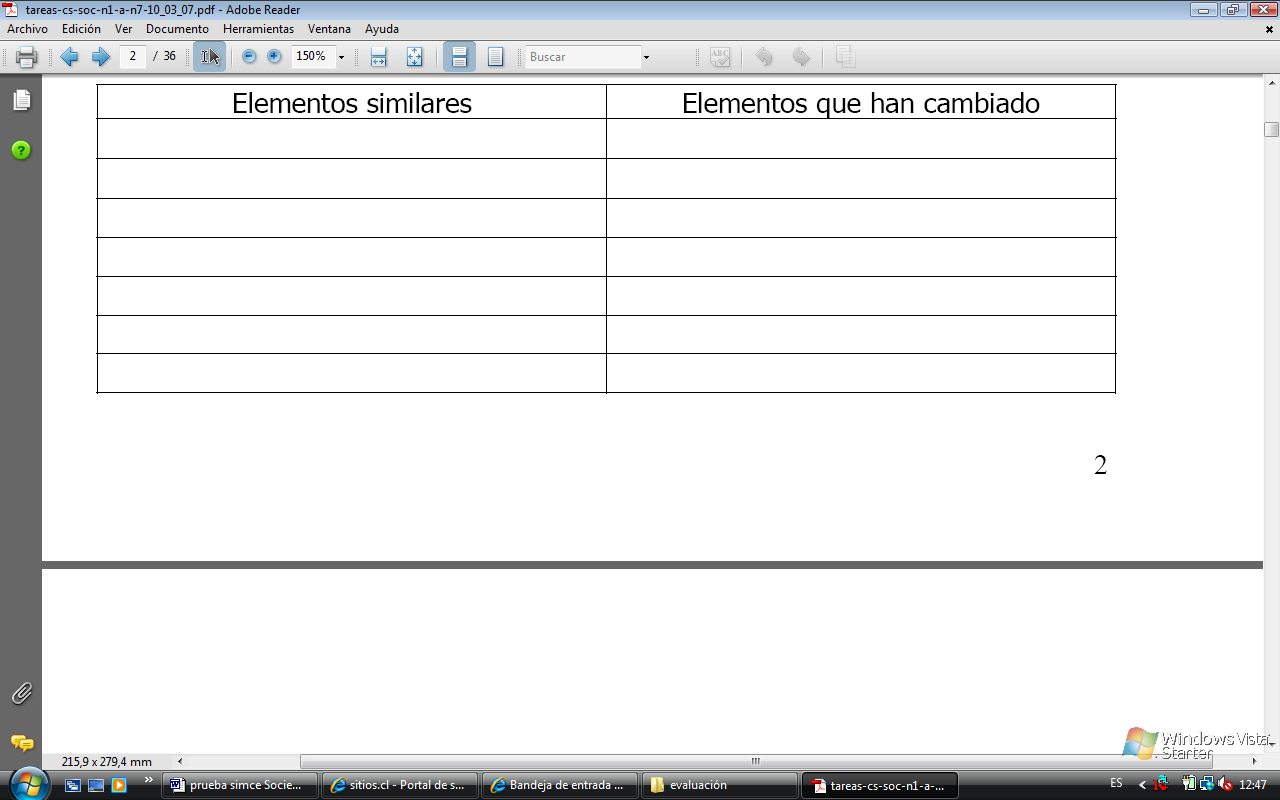 tareas-cs-soc-n1-a-n7-10_03_07.pdf - Adobe Reader
Archivo Edición Ver Documento Herramientas Ventana Ayuda
2 / 36 150% Buscar
Elementos similares Elementos que han cambiado
2
215,9 x 279,4 mm
Windows Vista
Starter
prueba simce Socie... sitios.cl - Portal de s... Bandeja de entrada ... evaluación tareas-cs-soc-n1-a-... ES 12:47